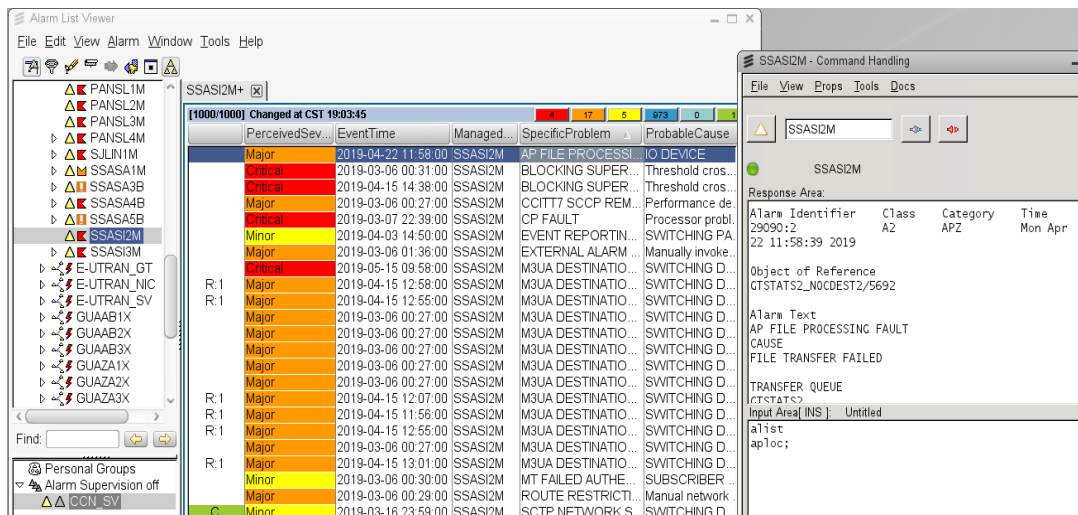 Alarm List Viewer
File Edit View Alarm Window Tools Help
PANSL1M
PANSL2M
PANSL3M
PANSL4M
SJLIN1M
SSASA1M
SSASA3B
SSASA4B
SSASA5B
SSASI2M
SSASI3M
E-UTRAN_GT
E-UTRAN_NIC
E-UTRAN_SV
GUAAB1X
GUAAB2X
GUAAB3X
GUAZA1X
GUAZA2X
GUAZA3X
Find:
Personal Groups
Alarm Supervision off
CCN_SV
SSASI2M+
[1000/1000] Changed at CST 19:03:45 4 17 5 973 0 1
PerceivedSev... EventTime Managed... SpecificProblem ProbableCause
Major 2019-04-22 11:58:00 SSASI2M AP FILE PROCESSI... IO DEVICE
Critical 2019-03-06 00:31:00 SSASI2M BLOCKING SUPER... Threshold cros...
Critical 2019-04-15 14:38:00 SSASI2M BLOCKING SUPER... Threshold cros...
Major 2019-03-06 00:27:00 SSASI2M CCITT7 SCCP REM... Performance de...
Critical 2019-03-07 22:39:00 SSASI2M CP FAULT Processor probl...
Minor 2019-04-03 14:50:00 SSASI2M EVENT REPORTIN... SWITCHING PA...
Major 2019-03-06 01:36:00 SSASI2M EXTERNAL ALARM ... Manually invoke...
Critical 2019-05-15 09:58:00 SSASI2M M3UA DESTINATIO... SWITCHING D...
R:1 Major 2019-04-15 12:58:00 SSASI2M M3UA DESTINATIO... SWITCHING D...
R:1 Major 2019-04-15 12:55:00 SSASI2M M3UA DESTINATIO... SWITCHING D...
Major 2019-03-06 00:27:00 SSASI2M M3UA DESTINATIO... SWITCHING D...
Major 2019-03-06 00:27:00 SSASI2M M3UA DESTINATIO... SWITCHING D...
Major 2019-03-06 00:27:00 SSASI2M M3UA DESTINATIO... SWITCHING D...
Major 2019-03-06 00:27:00 SSASI2M M3UA DESTINATIO... SWITCHING D...
Major 2019-03-06 00:27:00 SSASI2M M3UA DESTINATIO... SWITCHING D...
R:1 Major 2019-04-15 12:07:00 SSASI2M M3UA DESTINATIO... SWITCHING D...
R:1 Major 2019-04-15 11:56:00 SSASI2M M3UA DESTINATIO... SWITCHING D...
R:1 Major 2019-04-15 12:55:00 SSASI2M M3UA DESTINATIO... SWITCHING D...
Major 2019-03-06 00:27:00 SSASI2M M3UA DESTINATIO... SWITCHING D...
R:1 Major 2019-04-15 13:01:00 SSASI2M M3UA DESTINATIO... SWITCHING D...
Minor 2019-03-06 00:30:00 SSASI2M MT FAILED AUTHE... SUBSCRIBER ...
Major 2019-03-06 00:29:00 SSASI2M ROUTE RESTRICTI... Manual network ...
C Minor 2019-03-16 23:59:00 SSASI2M SCTP NETWORK S... SWITCHING D...
SSASI2M - Command Handling
File View Props Tools Docs
SSASI2M
SSASI2M
Response Area:
Alarm Identifier Class Category Time
29090:2 A2 APZ Mon Apr
22 11:58:39 2019
Object of Reference
GTSTATS2_NOCDEST2/5692
Alarm Text
AP FILE PROCESSING FAULT
CAUSE
FILE TRANSFER FAILED
TRANSFER QUEUE
GTSTATS2
Input Area[ INS ]: Untitled
alist
aploc;